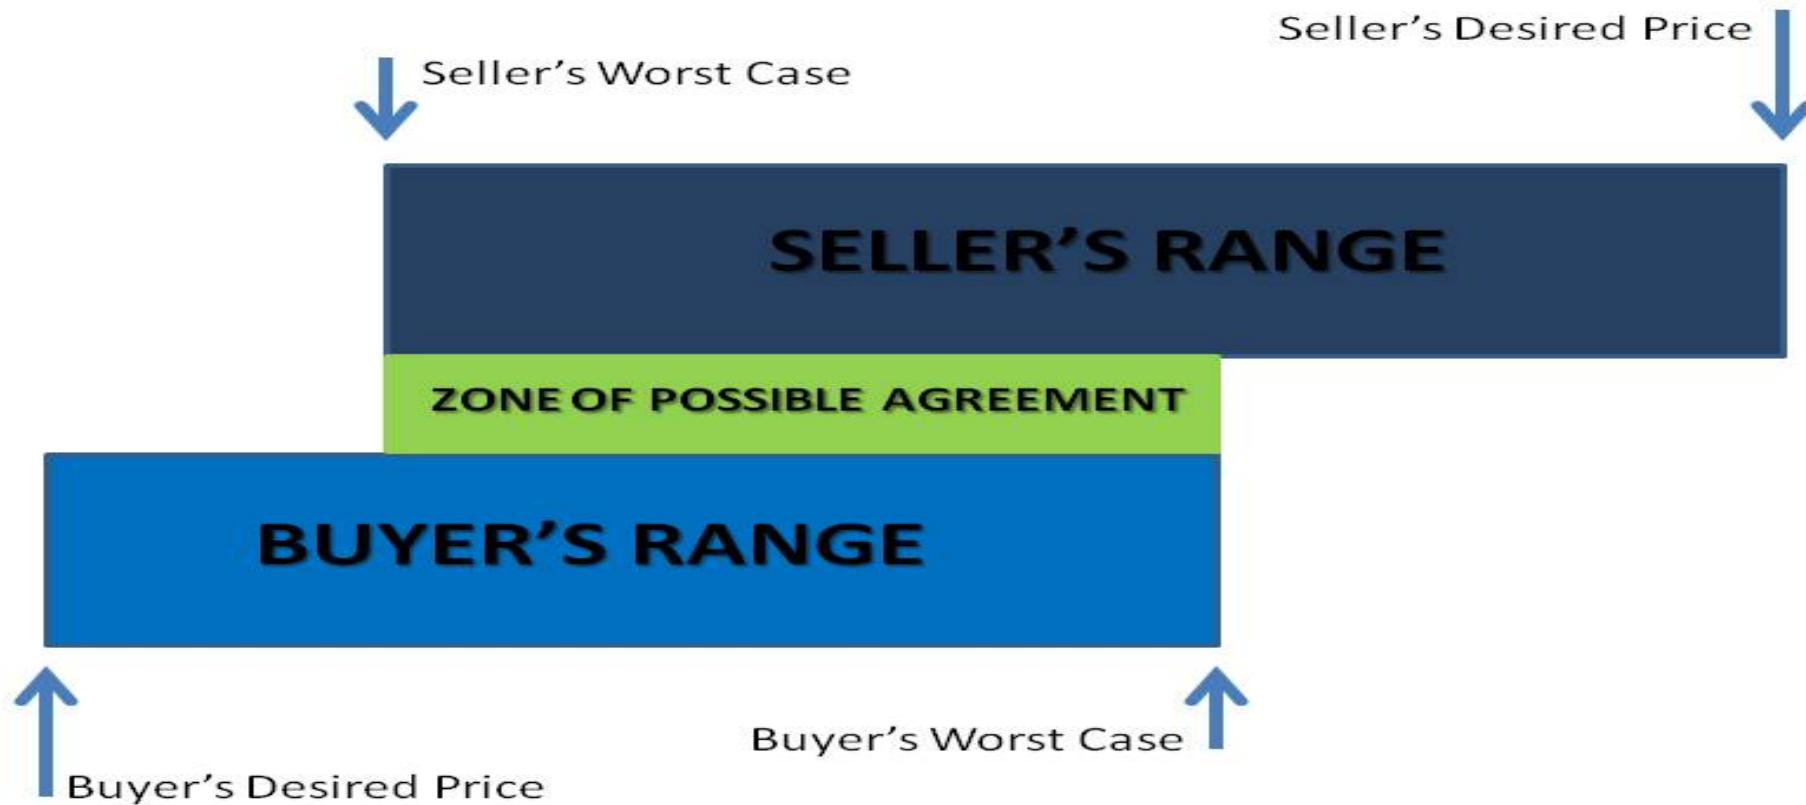 Seller’s Desired Price
Seller’s Worst Case
SELLER’S RANGE
ZONE OF POSSIBLE AGREEMENT
BUYER’S RANGE
Buyer’s Worst Case
Buyer’s Desired Price